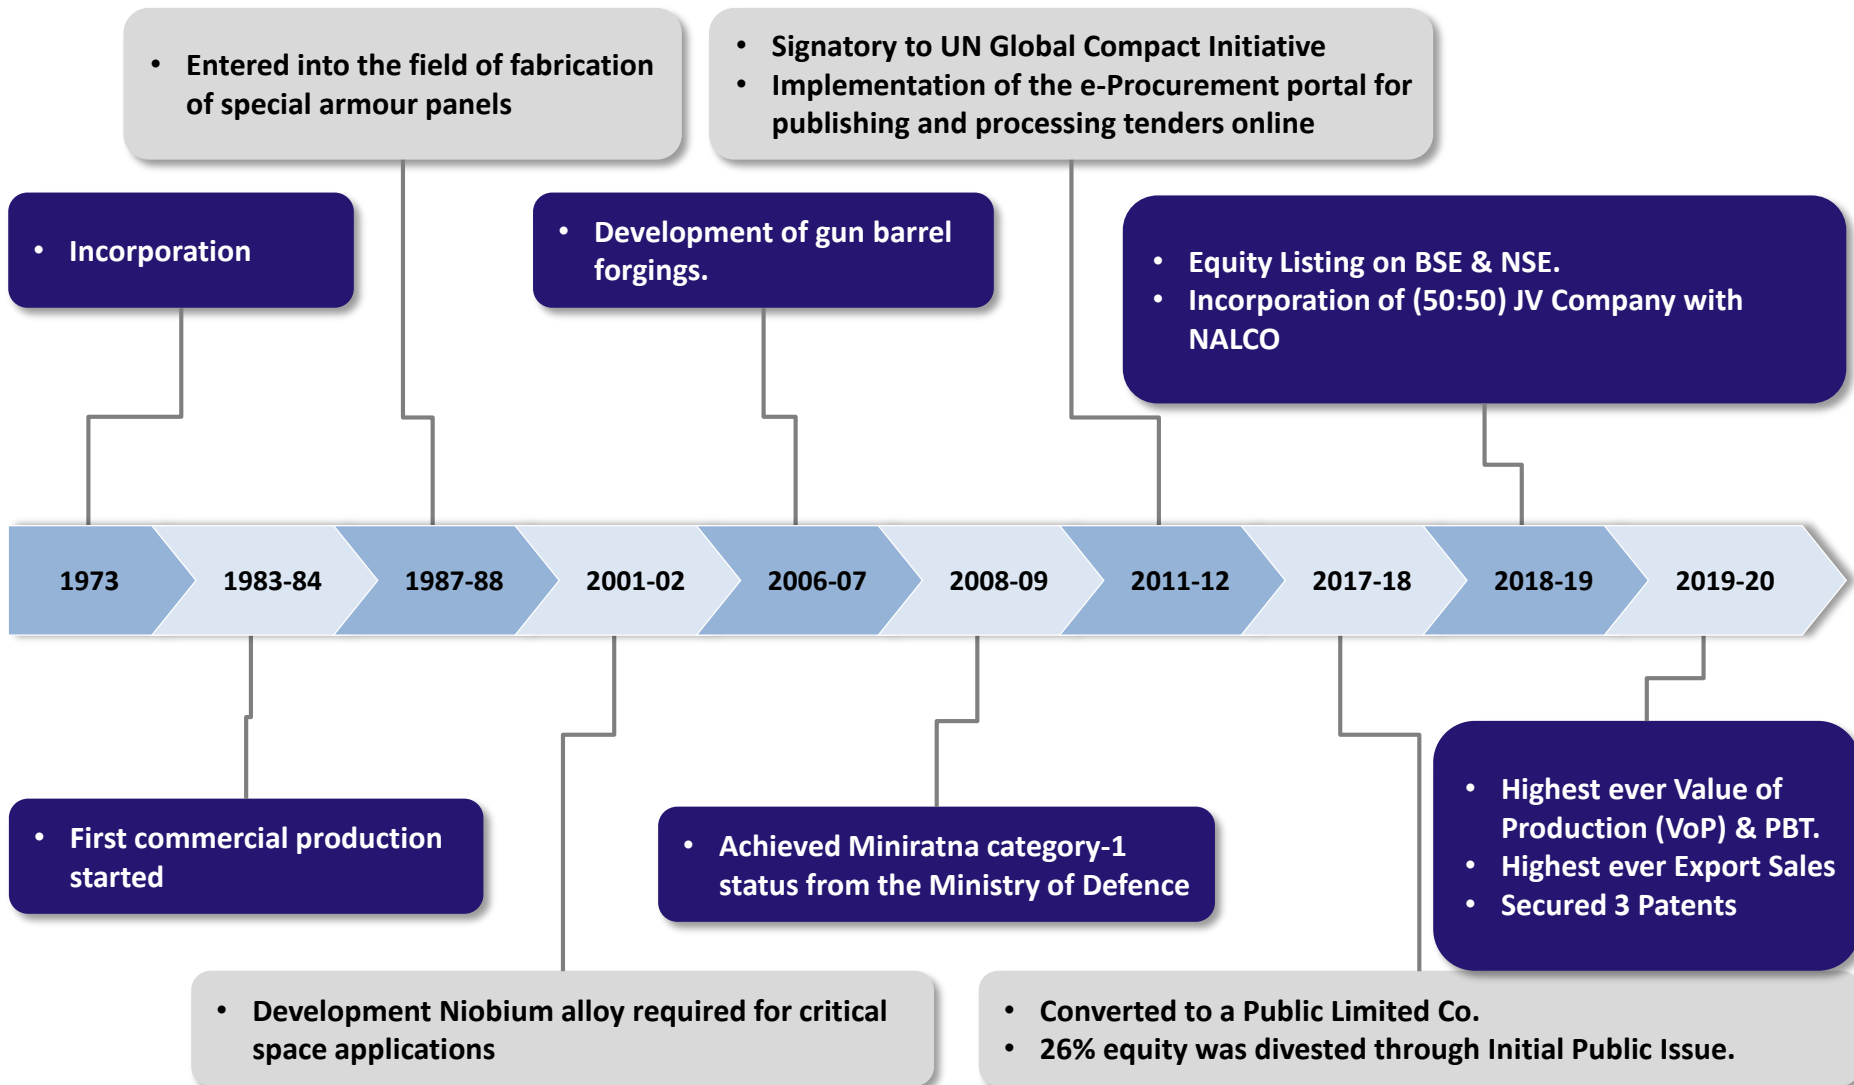 • Entered into the field of fabrication
of special armour panels
• Signatory to UN Global Compact Initiative
• Implementation of the e-Procurement portal for
publishing and processing tenders online
• Incorporation
• Development of gun barrel
forgings.
• Equity Listing on BSE & NSE.
• Incorporation of (50:50) JV Company with
NALCO
1973
1983-84
1987-88
2001-02
2006-07
2008-09
2011-12
2017-18
2018-19
2019-20
• First commercial production
started
• Achieved Miniratna category-1
status from the Ministry of Defence
• Highest ever Value of
Production (VoP) & PBT.
• Highest ever Export Sales
• Secured 3 Patents
• Development Niobium alloy required for critical
space applications
• Converted to a Public Limited Co.
• 26% equity was divested through Initial Public Issue.